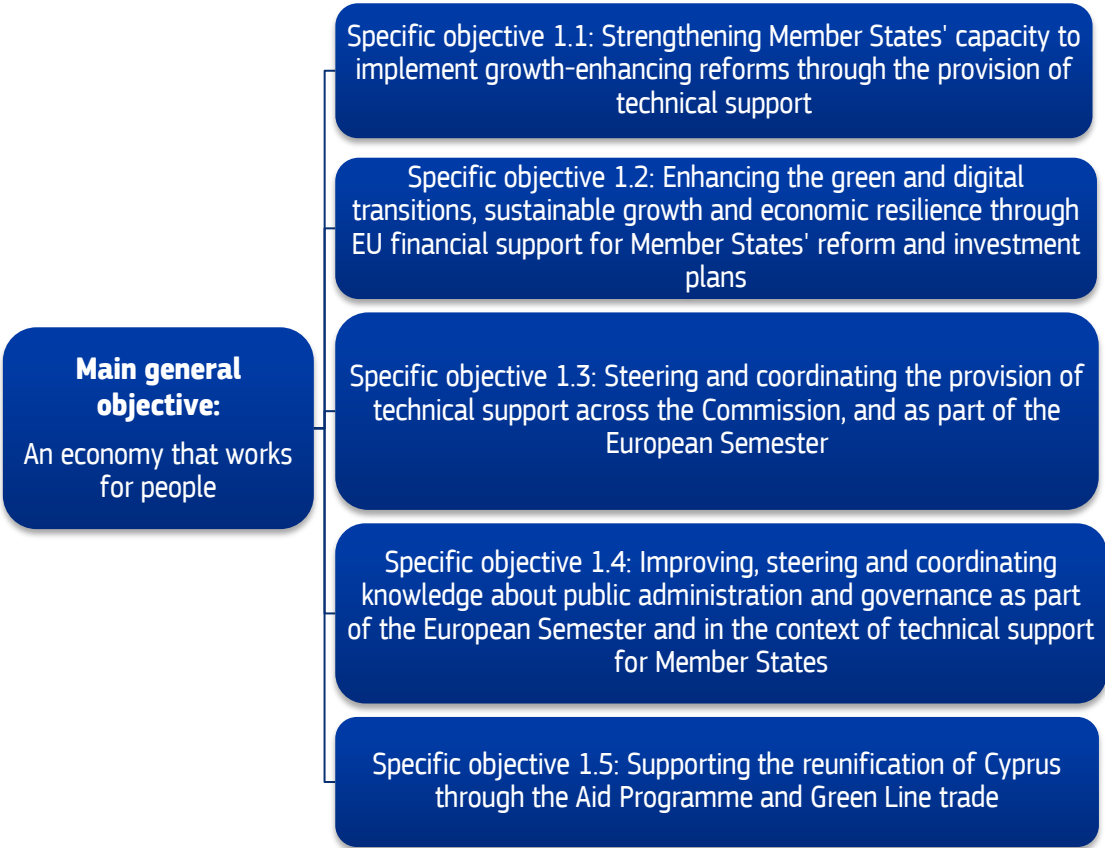 Specific objective 1.1: Strengthening Member States' capacity to
implement growth-enhancing reforms through the provision of
technical support
Specific objective 1.2: Enhancing the green and digital
transitions, sustainable growth and economic resilience through
EU financial support for Member States' reform and investment
plans
Main general
objective:
An economy that works
for people
Specific objective 1.3: Steering and coordinating the provision of
technical support across the Commission, and as part of the
European Semester
Specific objective 1.4: Improving, steering and coordinating
knowledge about public administration and governance as part
of the European Semester and in the context of technical support
for Member States
Specific objective 1.5: Supporting the reunification of Cyprus
through the Aid Programme and Green Line trade